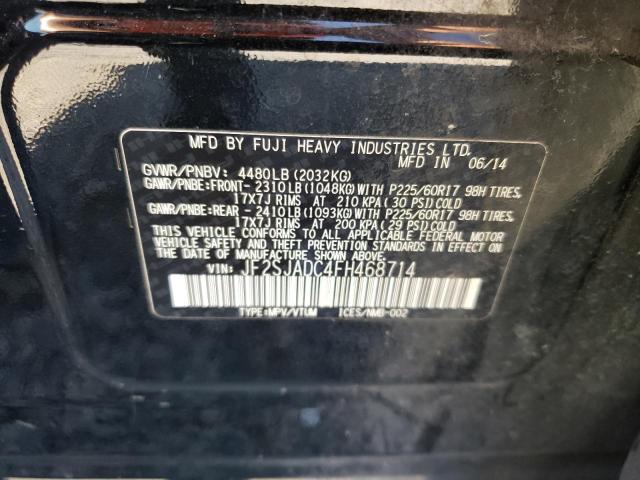 MFD BY FUJI HEAVY INDUSTRIES LTD.
MFD IN 06/14
GVWR/PNBV: 4480LB (2032KG)
GAWR/PNBE:FRONT- 2310LB (1048KG) WITH P225/60R17 98H TIRES,
17X7J RIMS AT 210 KPA (30 PSI) COLD
GAWR/PNBE:REAR - 2410LB (1093KG) WITH P225/60R17 98H TIRES,
17X7J RIMS AT 200 KPA (29 PSI) COLD
THIS VEHICLE CONFORMS TO ALL APPLICABLE FEDERAL MOTOR
VEHICLE SAFETY AND THEFT PREVENTION STANDARDS IN EFFECT ON
THE DATE OF MANUFACTURE SHOWN ABOVE.
VIN: JF2SJADC4FH468714
TYPE:MPV/VTUM ICES/NMB-002